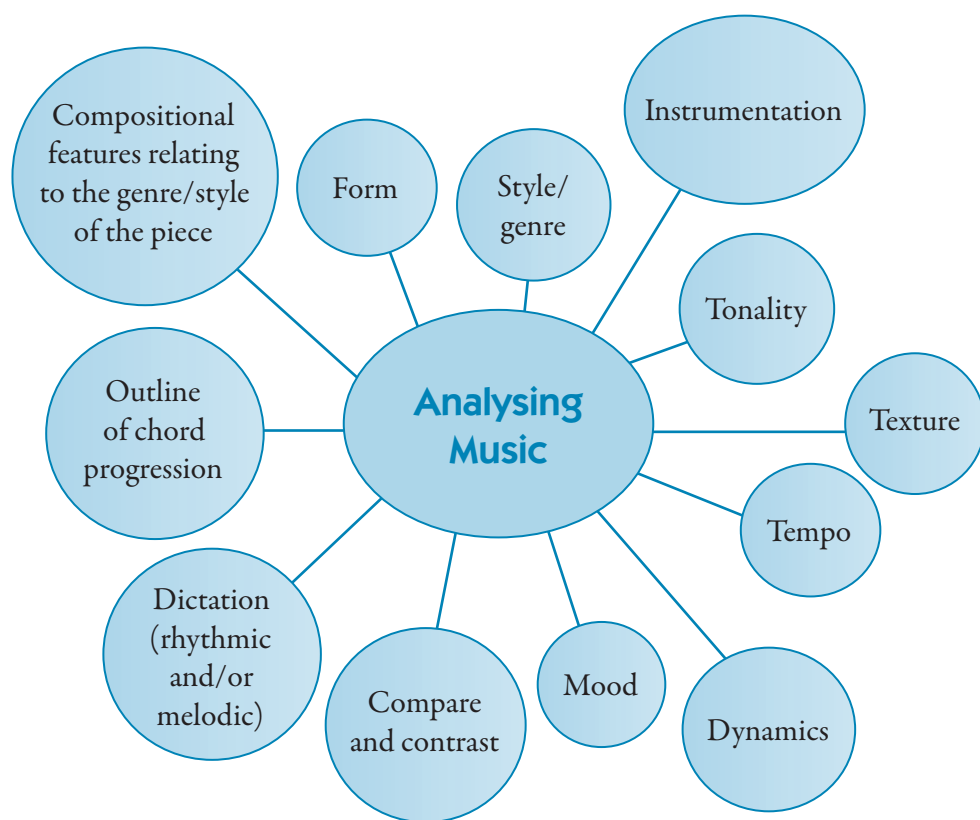 Compositional
features relating
to the genre/style
of the piece
Form
Style/
genre
Instrumentation
Tonality
Texture
Tempo
Dynamics
Mood
Compare
and contrast
Dictation
(rhythmic
and/or
melodic)
Outline
of chord
progression
Analysing
Music